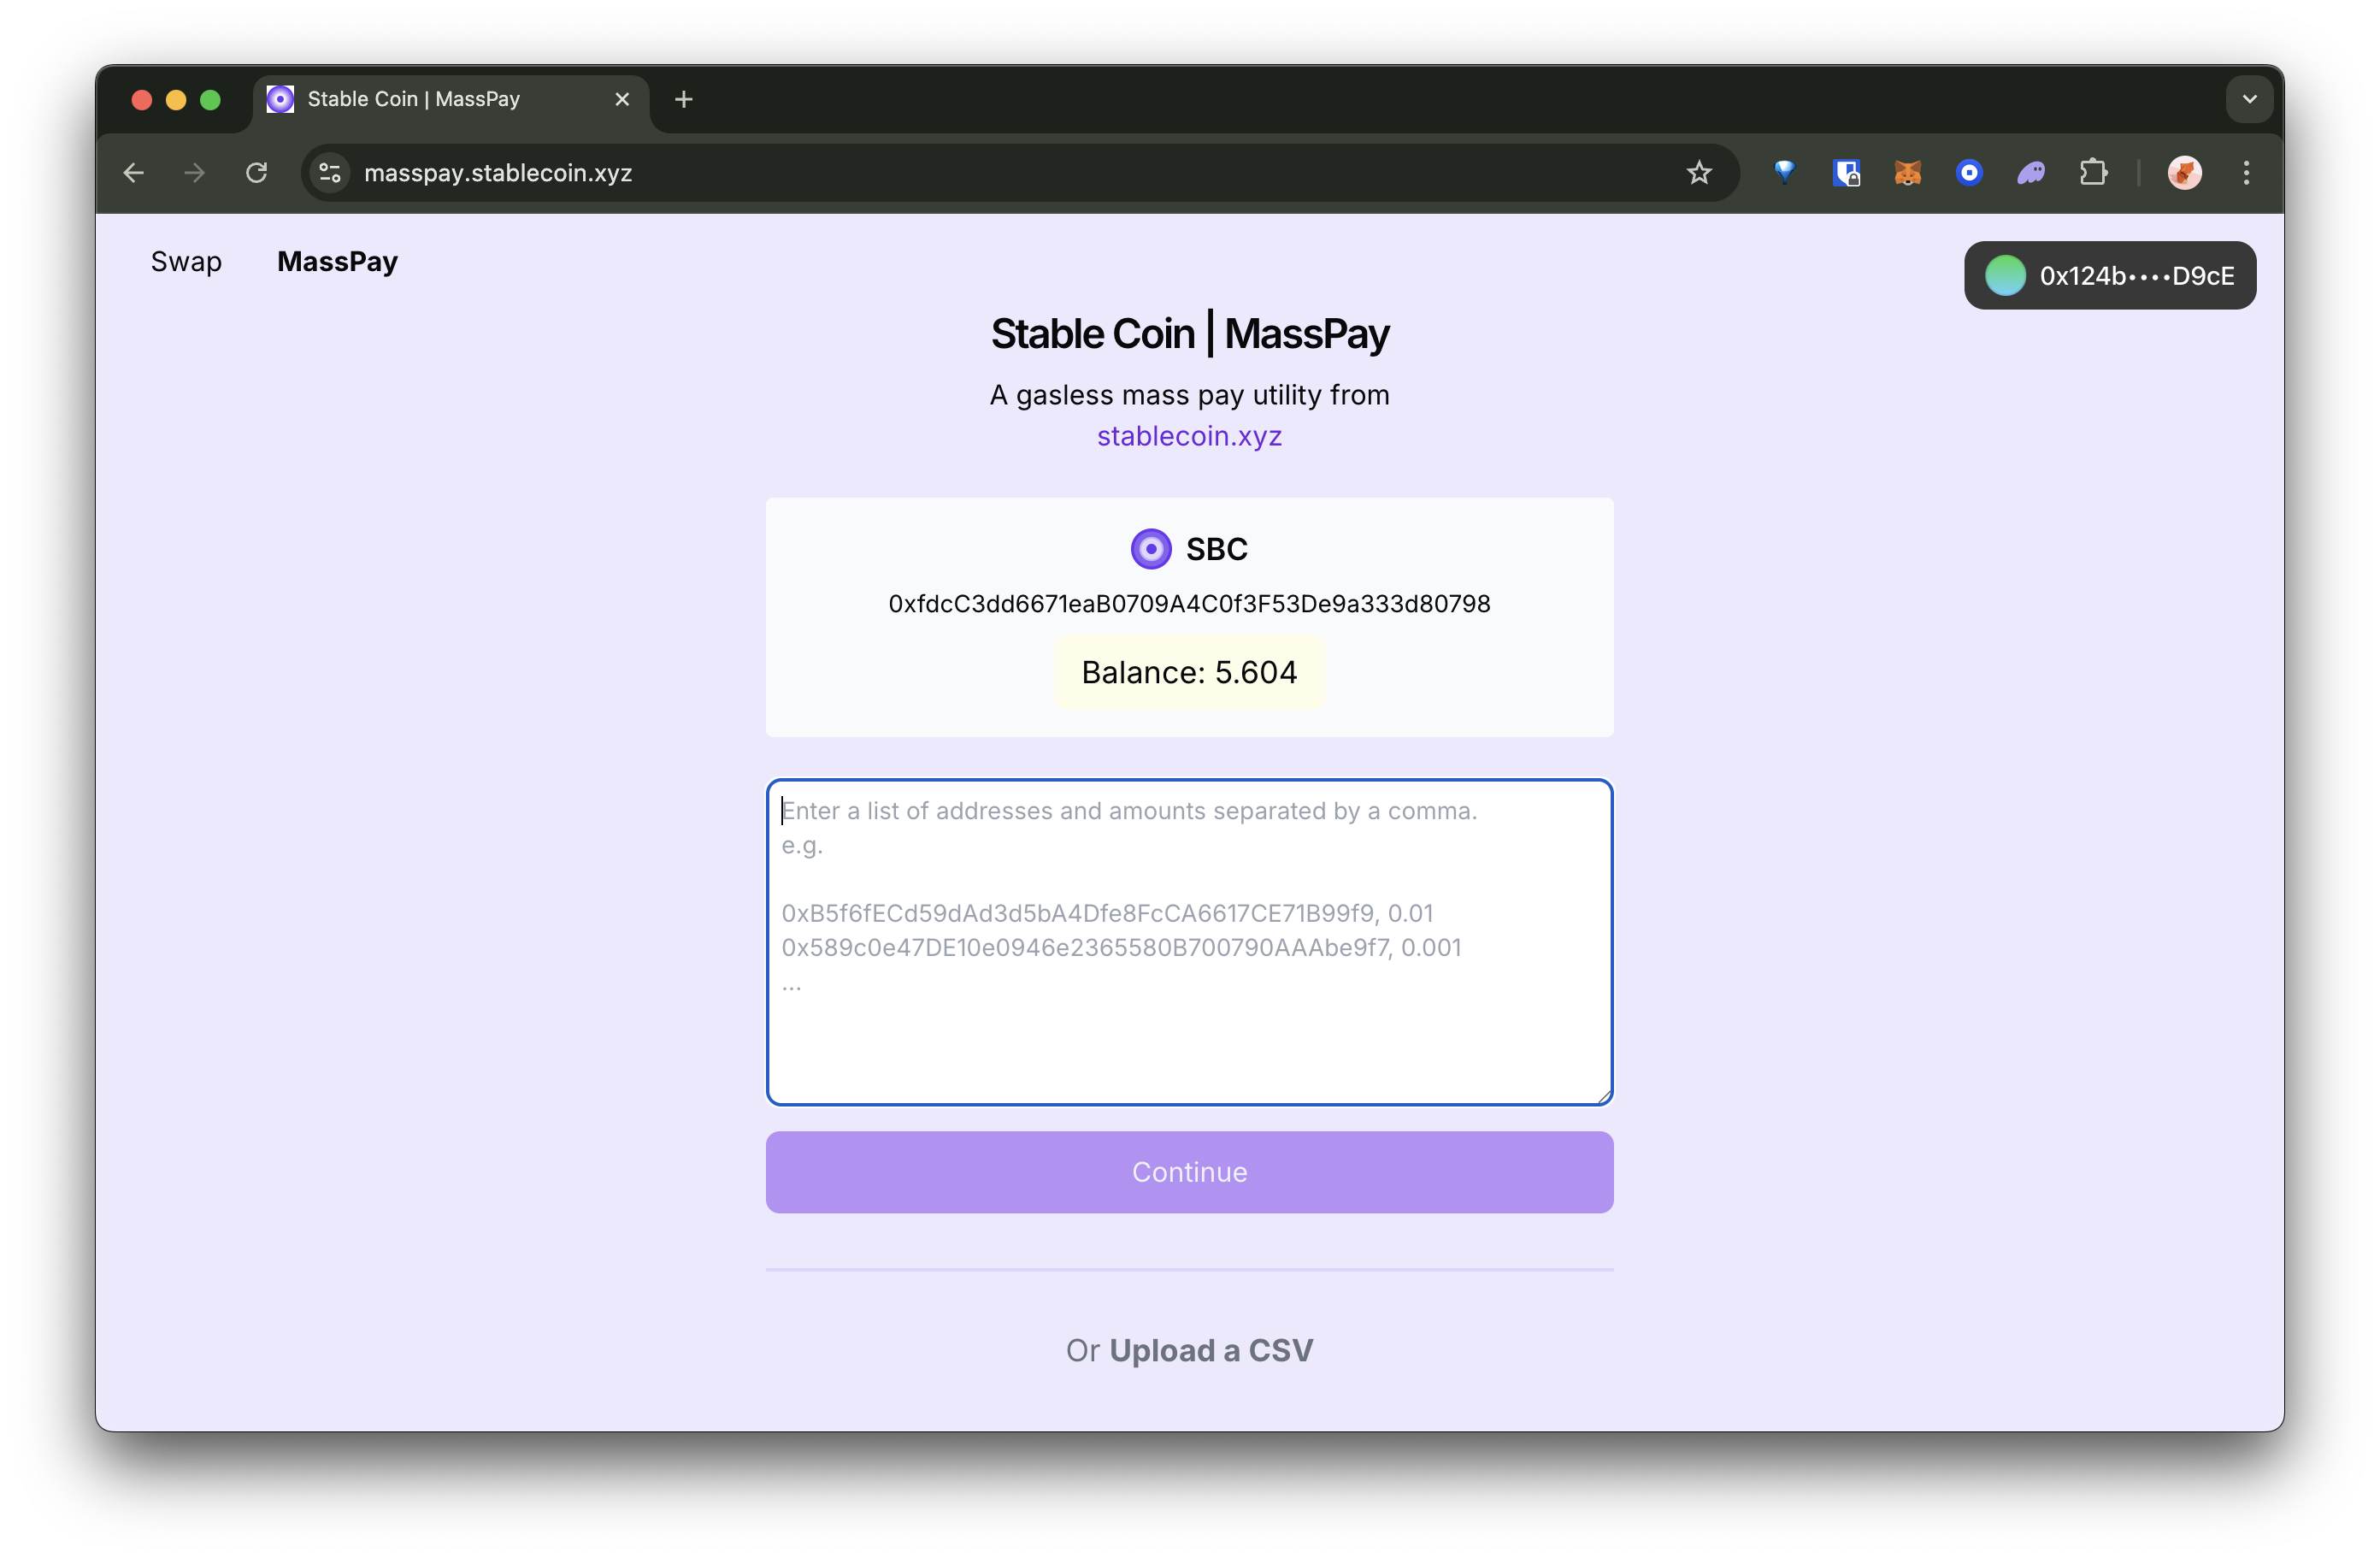 Stable Coin | MassPay
masspay.stablecoin.xyz
Swap
MassPay
0x124b••••D9cE
Stable Coin | MassPay
A gasless mass pay utility from
stablecoin.xyz
SBC
0xfdcC3dd6671eaB0709A4C0f3F53De9a333d80798
Balance: 5.604
Enter a list of addresses and amounts separated by a comma.
e.g.
0xB5f6fECd59dAd3d5bA4Dfe8FcCA6617CE71B99f9, 0.01
0x589c0e47DE10e0946e2365580B700790AAAbe9f7, 0.001
...
Continue
Or Upload a CSV